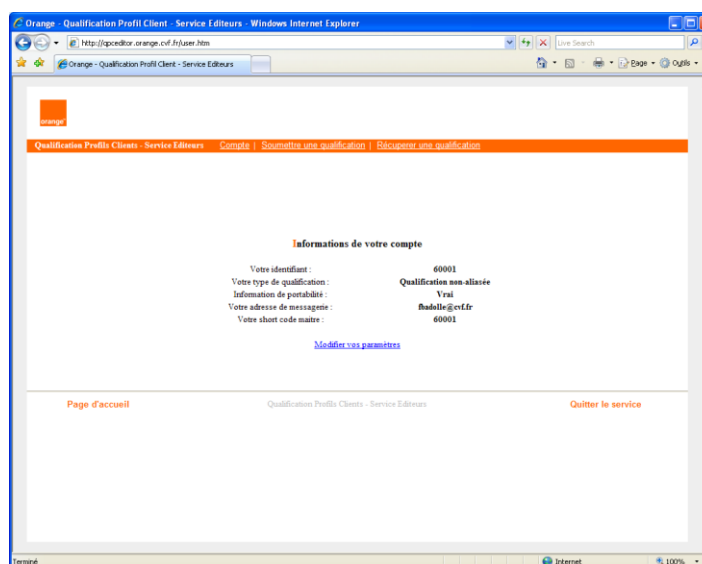 Orange - Qualification Profil Client - Service Editeurs - Windows Internet Explorer
http://qpceditor.orange.cvf.fr/user.htm
Live Search
Orange - Qualification Profil Client - Service Editeurs
Page
Outils
orange
Qualification Profils Clients - Service Editeurs Compte | Soumettre une qualification | Récuperer une qualification
Informations de votre compte
Votre identifiant : 60001
Votre type de qualification : Qualification non-aliasée
Information de portabilité : Vrai
Votre adresse de messagerie : fbadolle@cvf.fr
Votre short code maitre : 60001
Modifier vos paramètres
Page d'accueil Qualification Profils Clients - Service Editeurs Quitter le service
Terminé Internet 100%